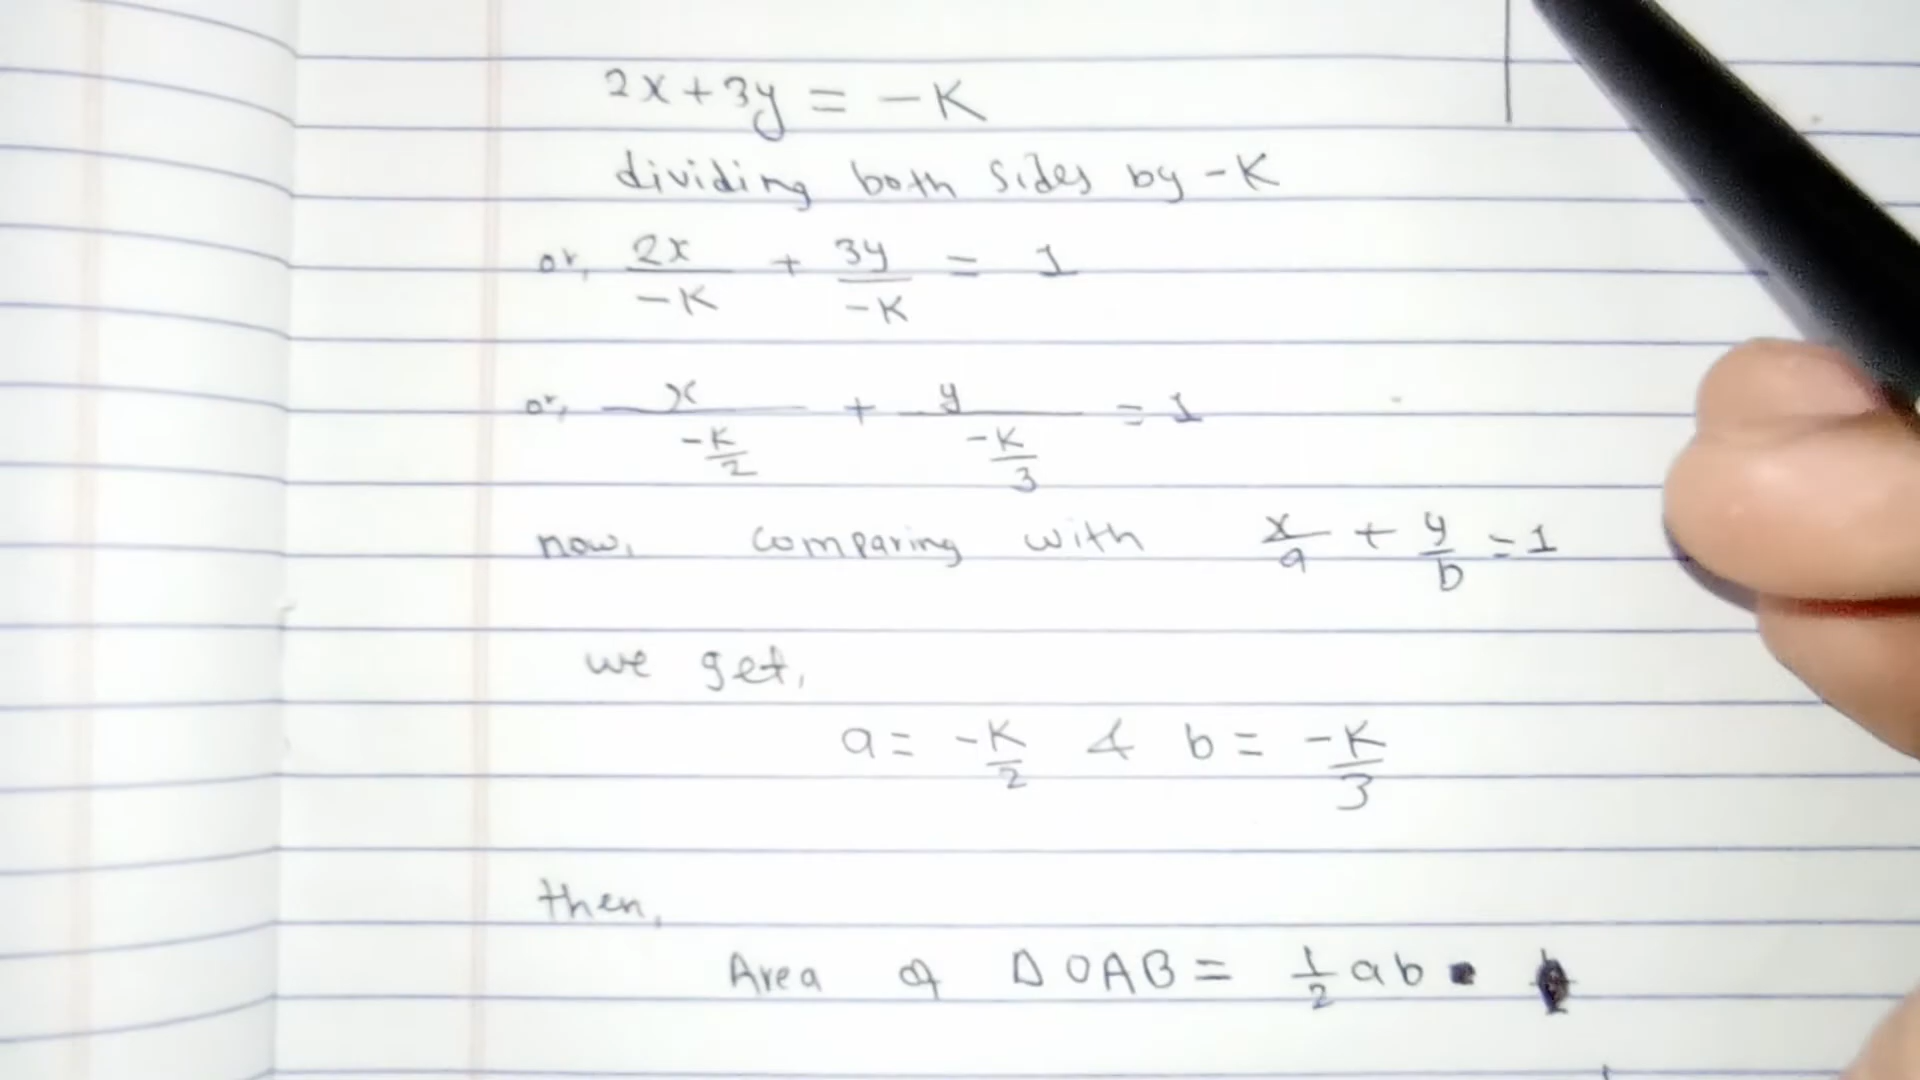 2x + 3y = -K
dividing both sides by -K
or, 2x/-K + 3y/-K = 1
or, x/(-K/2) + y/(-K/3) = 1
now, comparing with x/a + y/b = 1
we get,
a = -K/2 & b = -K/3
then,
Area of Δ OAB = 1/2 ab